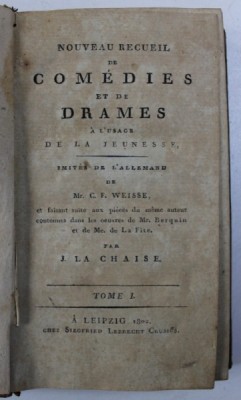 NOUVEAU RECUEIL
DE
COMÉDIES
ET DE
DRAMES
À L'USAGE
DE LA JEUNESSE,
IMITÉS DE L'ALLEMAND
DE
Mr. C. F. WEISSE,
et faisant suite aux pièces du même auteur
contenues dans les oeuvres de Mr. Berquin
et de Mr. de La Fite,
PAR
J. LA CHAISE.
TOME I.
À LEIPZIG
CHEZ SIEGFRIED LEBRECHT CRUSIUS.